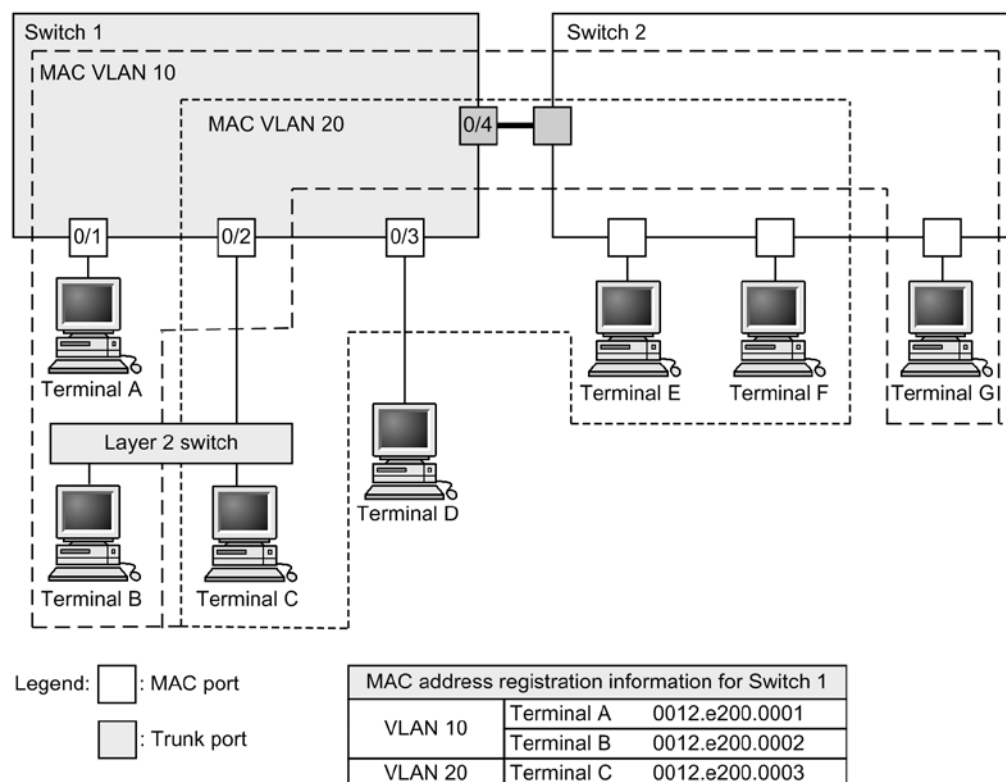 Switch 1
Switch 2
MAC VLAN 10
MAC VLAN 20
0/4
0/1
0/2
0/3
Terminal A
Terminal E
Terminal F
Terminal G
Layer 2 switch
Terminal D
Terminal B
Terminal C
Legend: : MAC port
: Trunk port
MAC address registration information for Switch 1
VLAN 10 Terminal A 0012.e200.0001
Terminal B 0012.e200.0002
VLAN 20 Terminal C 0012.e200.0003